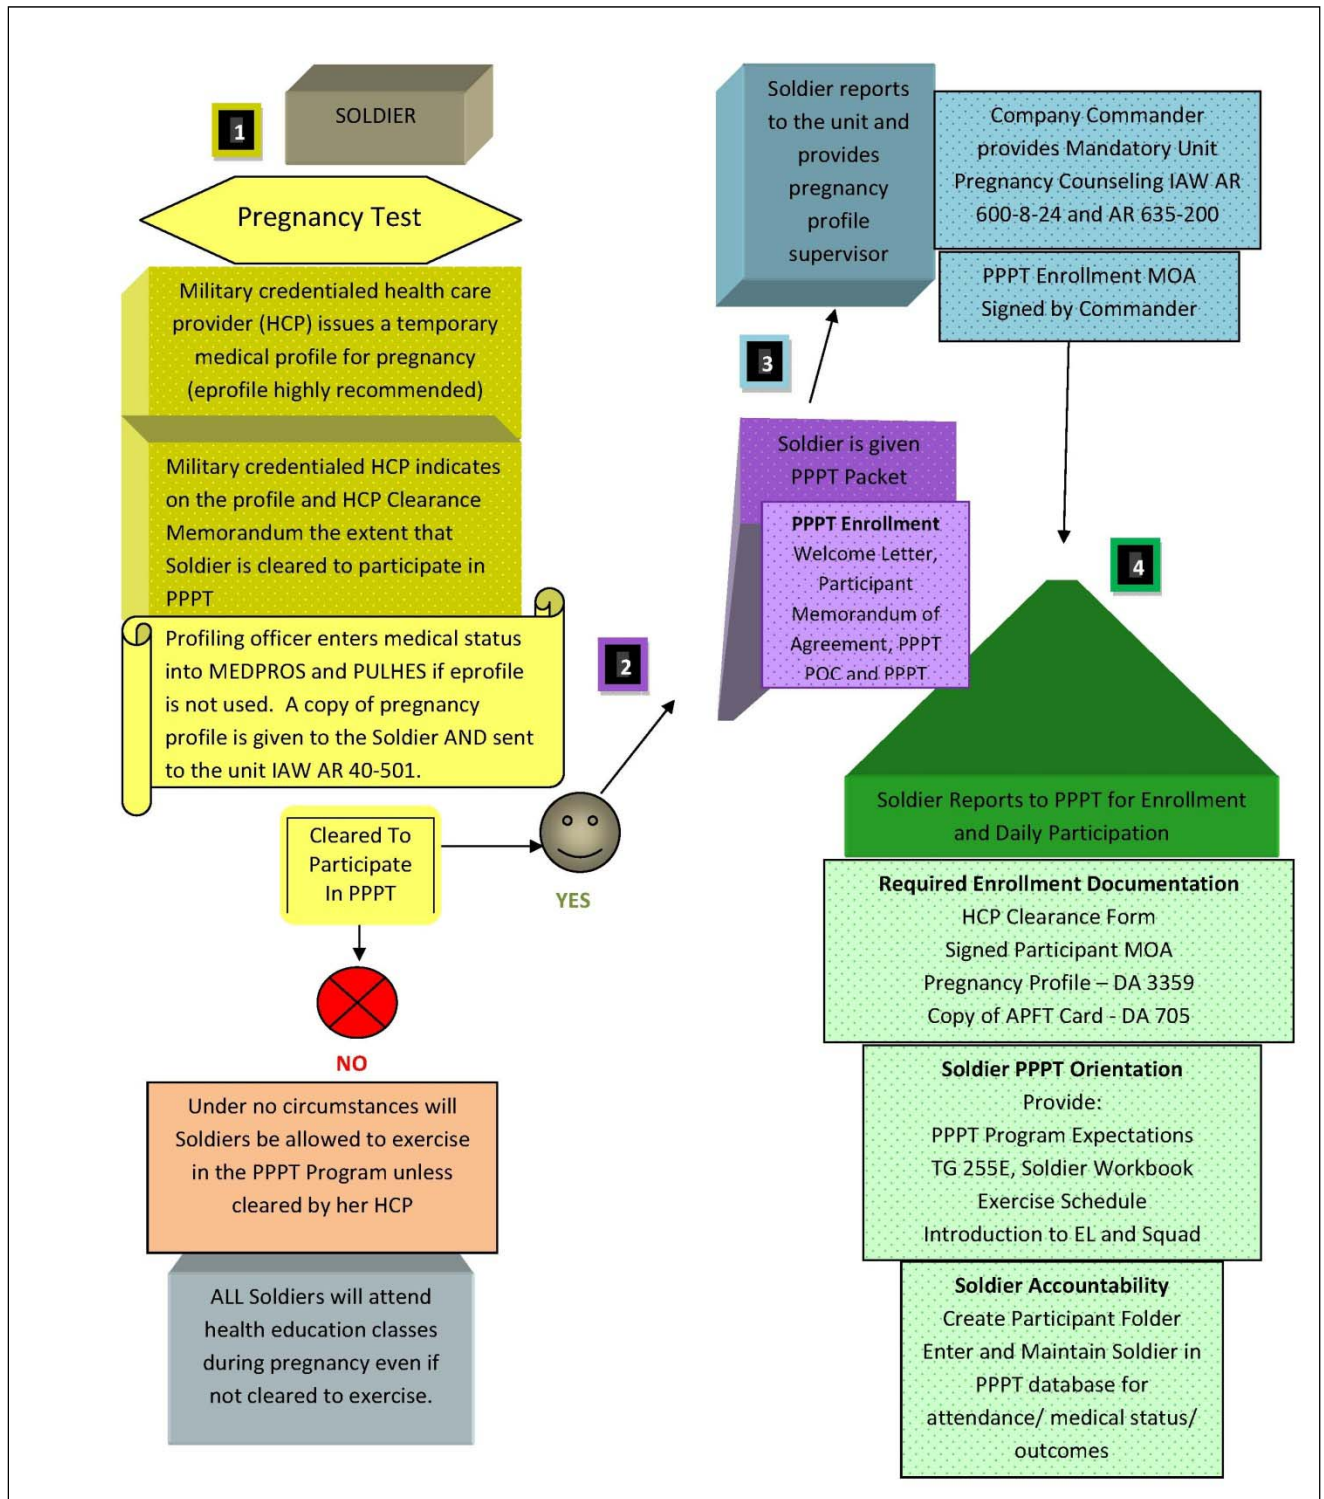 1
SOLDIER
Pregnancy Test
Military credentialed health care
provider (HCP) issues a temporary
medical profile for pregnancy
(eprofile highly recommended)
Military credentialed HCP indicates
on the profile and HCP Clearance
Memorandum the extent that
Soldier is cleared to participate in
PPPT
Profiling officer enters medical status
into MEDPROS and PULHES if eprofile
is not used. A copy of pregnancy
profile is given to the Soldier AND sent
to the unit IAW AR 40-501.
Cleared To
Participate
In PPPT
YES
NO
Under no circumstances will
Soldiers be allowed to exercise
in the PPPT Program unless
cleared by her HCP
ALL Soldiers will attend
health education classes
during pregnancy even if
not cleared to exercise.
2
Soldier is given
PPPT Packet
PPPT Enrollment
Welcome Letter,
Participant
Memorandum of
Agreement, PPPT
POC and PPPT
3
Soldier reports
to the unit and
provides
pregnancy
profile
supervisor
Company Commander
provides Mandatory Unit
Pregnancy Counseling IAW AR
600-8-24 and AR 635-200
PPPT Enrollment MOA
Signed by Commander
4
Soldier Reports to PPPT for Enrollment
and Daily Participation
Required Enrollment Documentation
HCP Clearance Form
Signed Participant MOA
Pregnancy Profile – DA 3359
Copy of APFT Card - DA 705
Soldier PPPT Orientation
Provide:
PPPT Program Expectations
TG 255E, Soldier Workbook
Exercise Schedule
Introduction to EL and Squad
Soldier Accountability
Create Participant Folder
Enter and Maintain Soldier in
PPPT database for
attendance/ medical status/
outcomes